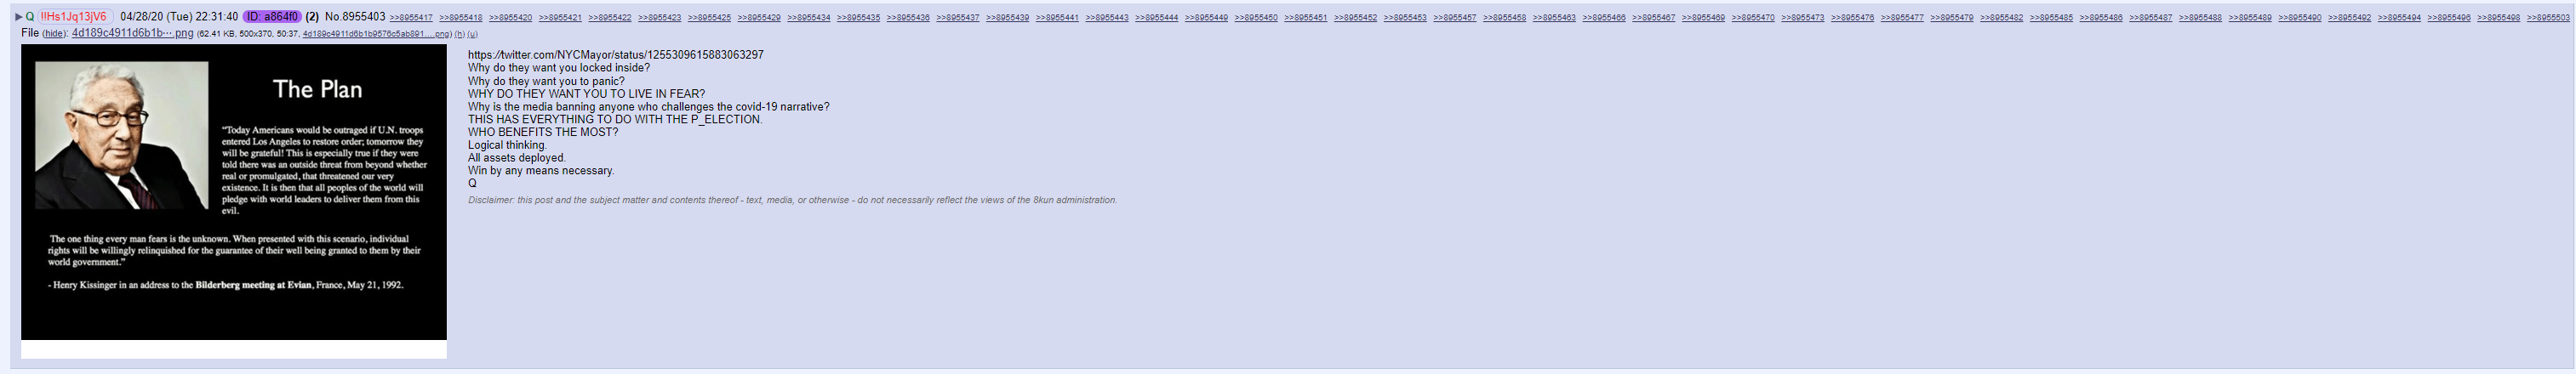 ▶ Q !!Hs1Jq13jV6 04/28/20 (Tue) 22:31:40 ID: a864f0 (2) No.8955403 >>8955417 >>8955418 >>8955420 >>8955421 >>8955422 >>8955423 >>8955425 >>8955429 >>8955434 >>8955435 >>8955436 >>8955437 >>8955439 >>8955441 >>8955443 >>8955444 >>8955449 >>8955450 >>8955451 >>8955452 >>8955453 >>8955457 >>8955458 >>8955463 >>8955466 >>8955467 >>8955469 >>8955470 >>8955473 >>8955476 >>8955477 >>8955479 >>8955482 >>8955485 >>8955486 >>8955487 >>8955488 >>8955489 >>8955490 >>8955492 >>8955494 >>8955496 >>8955498 >>8955503
File (hide): 4d189c4911d6b1b⋯.png (62.41 KB, 500x370, 50:37, 4d189c4911d6b1b9576c5ab891….png) (h) (u)
The Plan
"Today Americans would be outraged if U.N. troops
entered Los Angeles to restore order; tomorrow they
will be grateful! This is especially true if they were
told there was an outside threat from beyond whether
real or promulgated, that threatened our very
existence. It is then that all peoples of the world will
pledge with world leaders to deliver them from this
evil.
The one thing every man fears is the unknown. When presented with this scenario, individual
rights will be willingly relinquished for the guarantee of their well being granted to them by their
world government."
- Henry Kissinger in an address to the Bilderberg meeting at Evian, France, May 21, 1992.
https://twitter.com/NYCMayor/status/1255309615883063297
Why do they want you locked inside?
Why do they want you to panic?
WHY DO THEY WANT YOU TO LIVE IN FEAR?
Why is the media banning anyone who challenges the covid-19 narrative?
THIS HAS EVERYTHING TO DO WITH THE P_ELECTION.
WHO BENEFITS THE MOST?
Logical thinking.
All assets deployed.
Win by any means necessary.
Q
Disclaimer: this post and the subject matter and contents thereof - text, media, or otherwise - do not necessarily reflect the views of the 8kun administration.